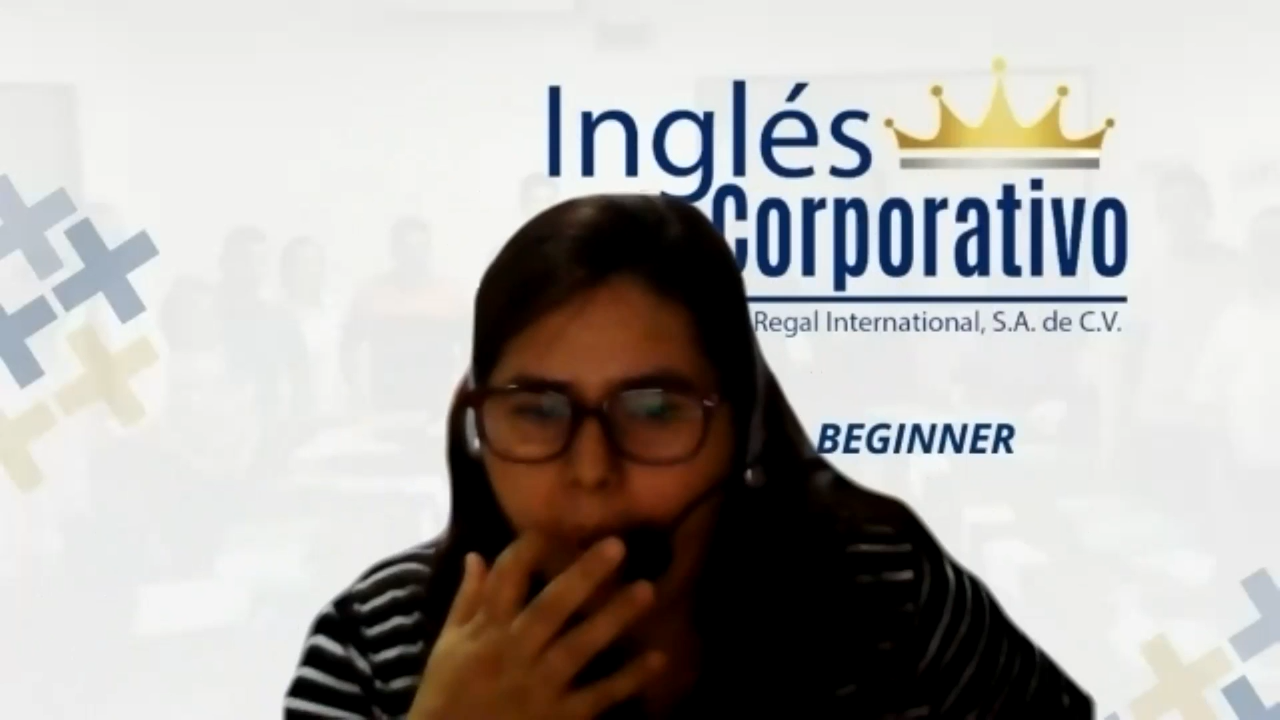 Inglés
Corporativo
Regal International, S.A. de C.V.
BEGINNER